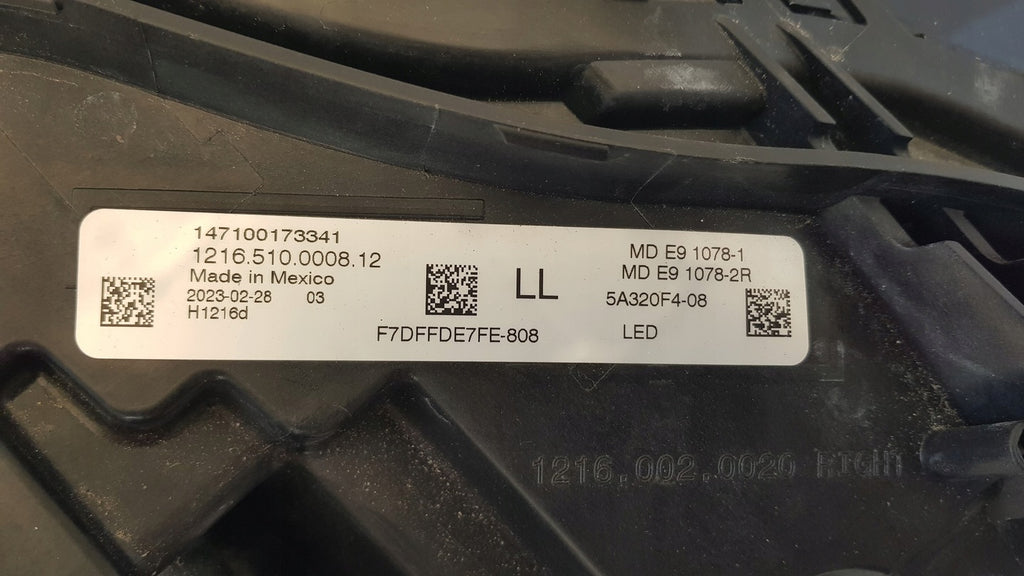 147100173341
1216.510.0008.12
Made in Mexico
2023-02-28 03
H1216d
F7DFFDE7FE-808
LL
MD E9 1078-1
MD E9 1078-2R
5A320F4-08
LED
1216.002.0020 RIGHT